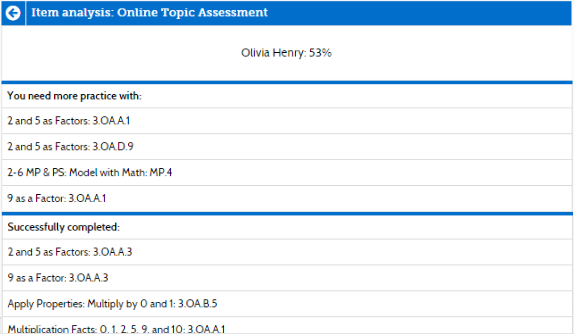 Item analysis: Online Topic Assessment
Olivia Henry: 53%
You need more practice with:
2 and 5 as Factors: 3.OA.A.1
2 and 5 as Factors: 3.OA.D.9
2-6 MP & PS: Model with Math: MP.4
9 as a Factor: 3.OA.A.1
Successfully completed:
2 and 5 as Factors: 3.OA.A.3
9 as a Factor: 3.OA.A.3
Apply Properties: Multiply by 0 and 1: 3.OA.B.5
Multiplication Facts: 0, 1, 2, 5, 9, and 10: 3.OA.A.1